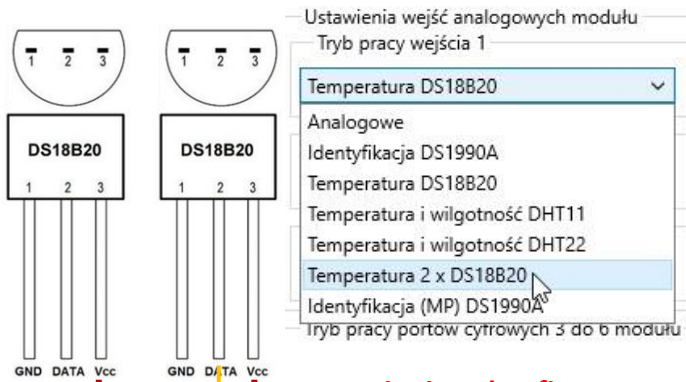 1 2 3
DS18B20
1 2 3
GND DATA Vcc
1 2 3
DS18B20
1 2 3
GND DATA Vcc
Ustawienia wejść analogowych modułu
Tryb pracy wejścia 1
Temperatura DS18B20
Analogowe
Identyfikacja DS1990A
Temperatura DS18B20
Temperatura i wilgotność DHT11
Temperatura i wilgotność DHT22
Temperatura 2 x DS18B20
Identyfikacja (MP) DS1990A
Tryb pracy portów cyfrowych 3 do 6 modułu